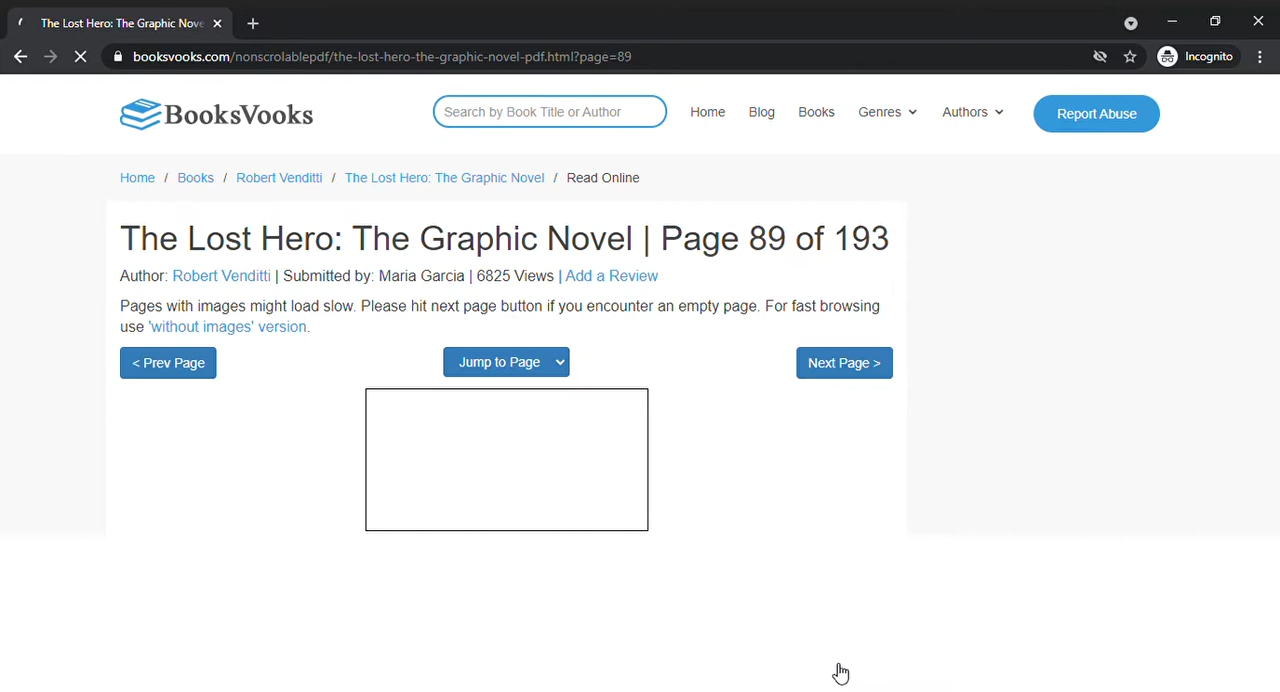 The Lost Hero: The Graphic Nove
booksvooks.com/nonscrolablepdf/the-lost-hero-the-graphic-novel-pdf.html?page=89
Incognito
BooksVooks
Search by Book Title or Author
Home
Blog
Books
Genres
Authors
Report Abuse
Home / Books / Robert Venditti / The Lost Hero: The Graphic Novel / Read Online
The Lost Hero: The Graphic Novel | Page 89 of 193
Author: Robert Venditti | Submitted by: Maria Garcia | 6825 Views | Add a Review
Pages with images might load slow. Please hit next page button if you encounter an empty page. For fast browsing
use 'without images' version.
< Prev Page
Jump to Page
Next Page >